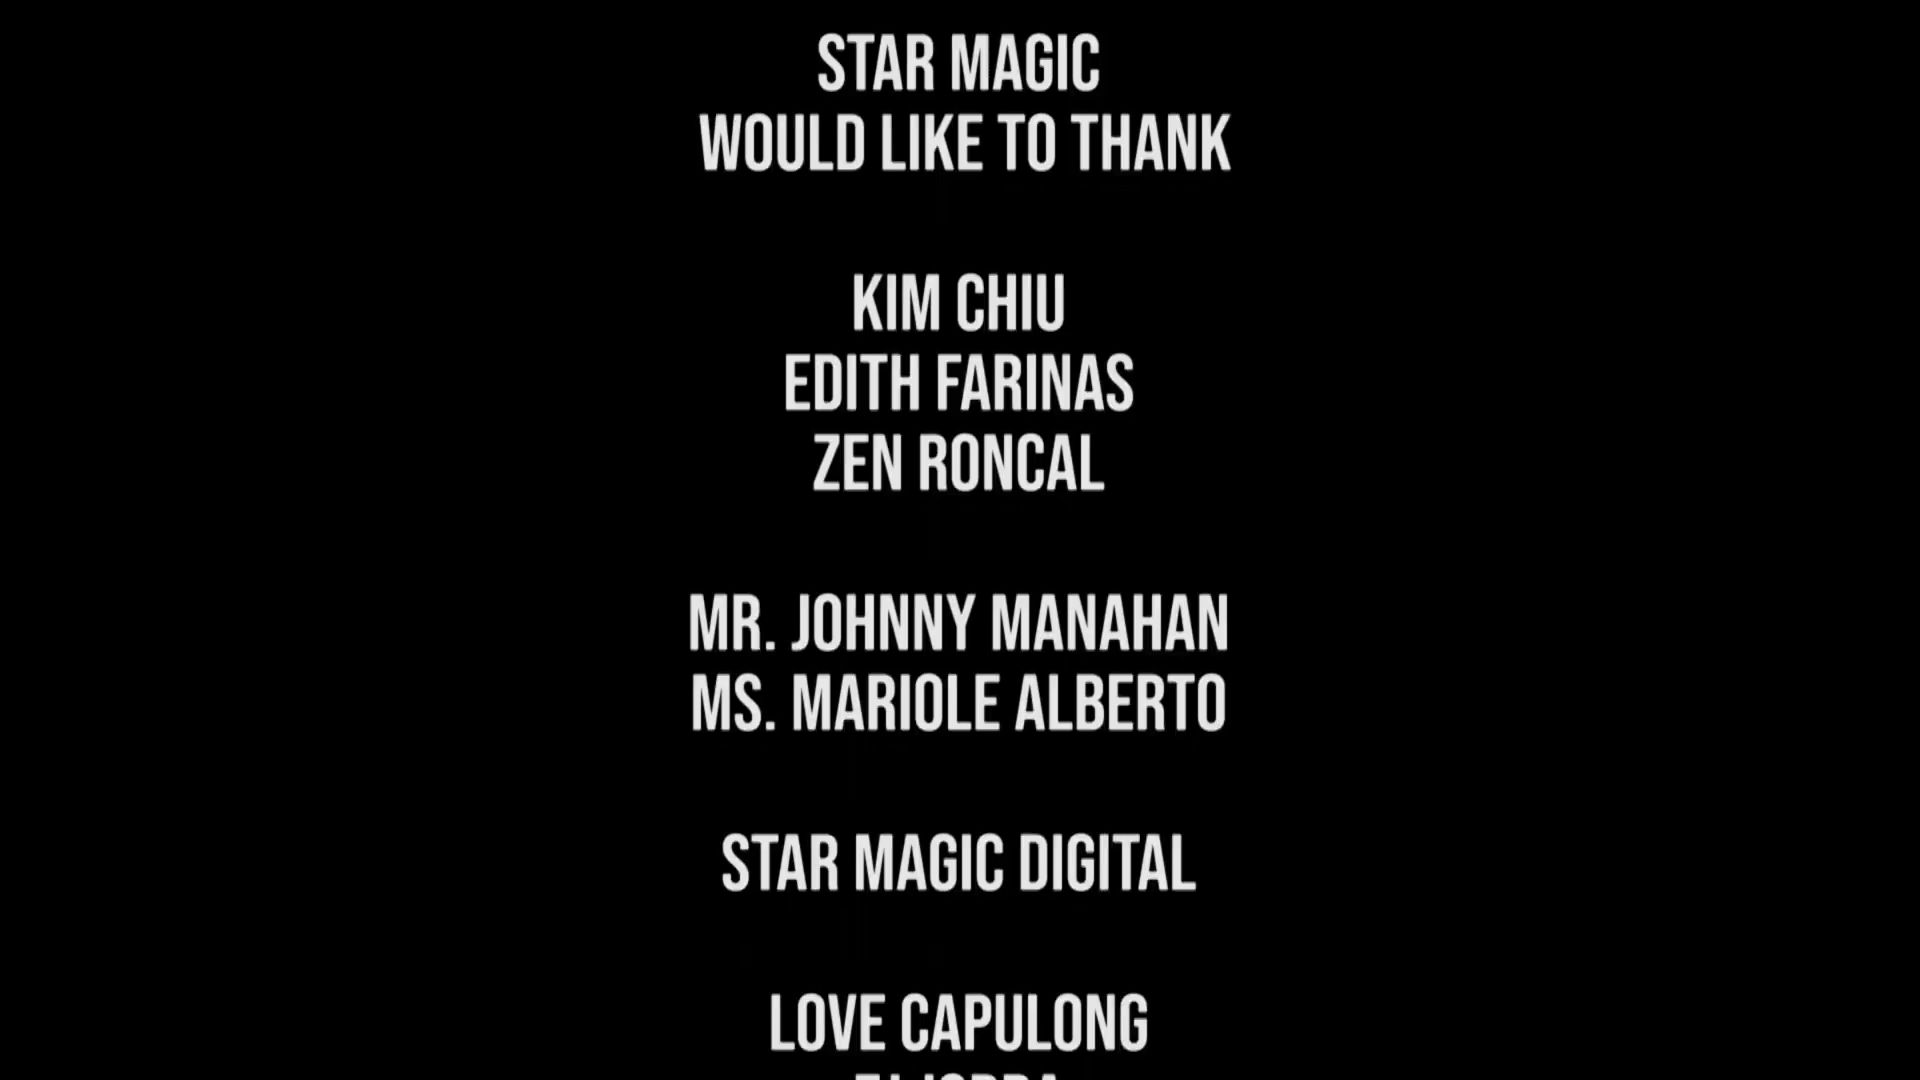 STAR MAGIC
WOULD LIKE TO THANK
KIM CHIU
EDITH FARINAS
ZEN RONCAL
MR. JOHNNY MANAHAN
MS. MARIOLE ALBERTO
STAR MAGIC DIGITAL
LOVE CAPULONG